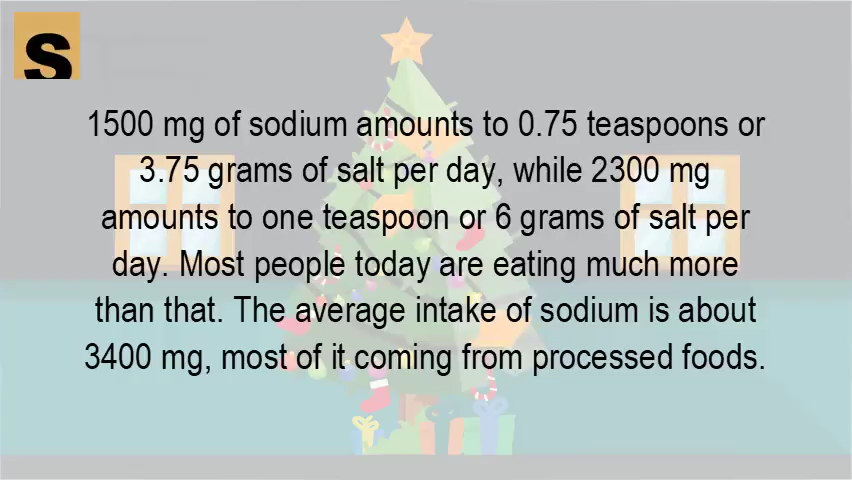 S
1500 mg of sodium amounts to 0.75 teaspoons or
3.75 grams of salt per day, while 2300 mg
amounts to one teaspoon or 6 grams of salt per
day. Most people today are eating much more
than that. The average intake of sodium is about
3400 mg, most of it coming from processed foods.